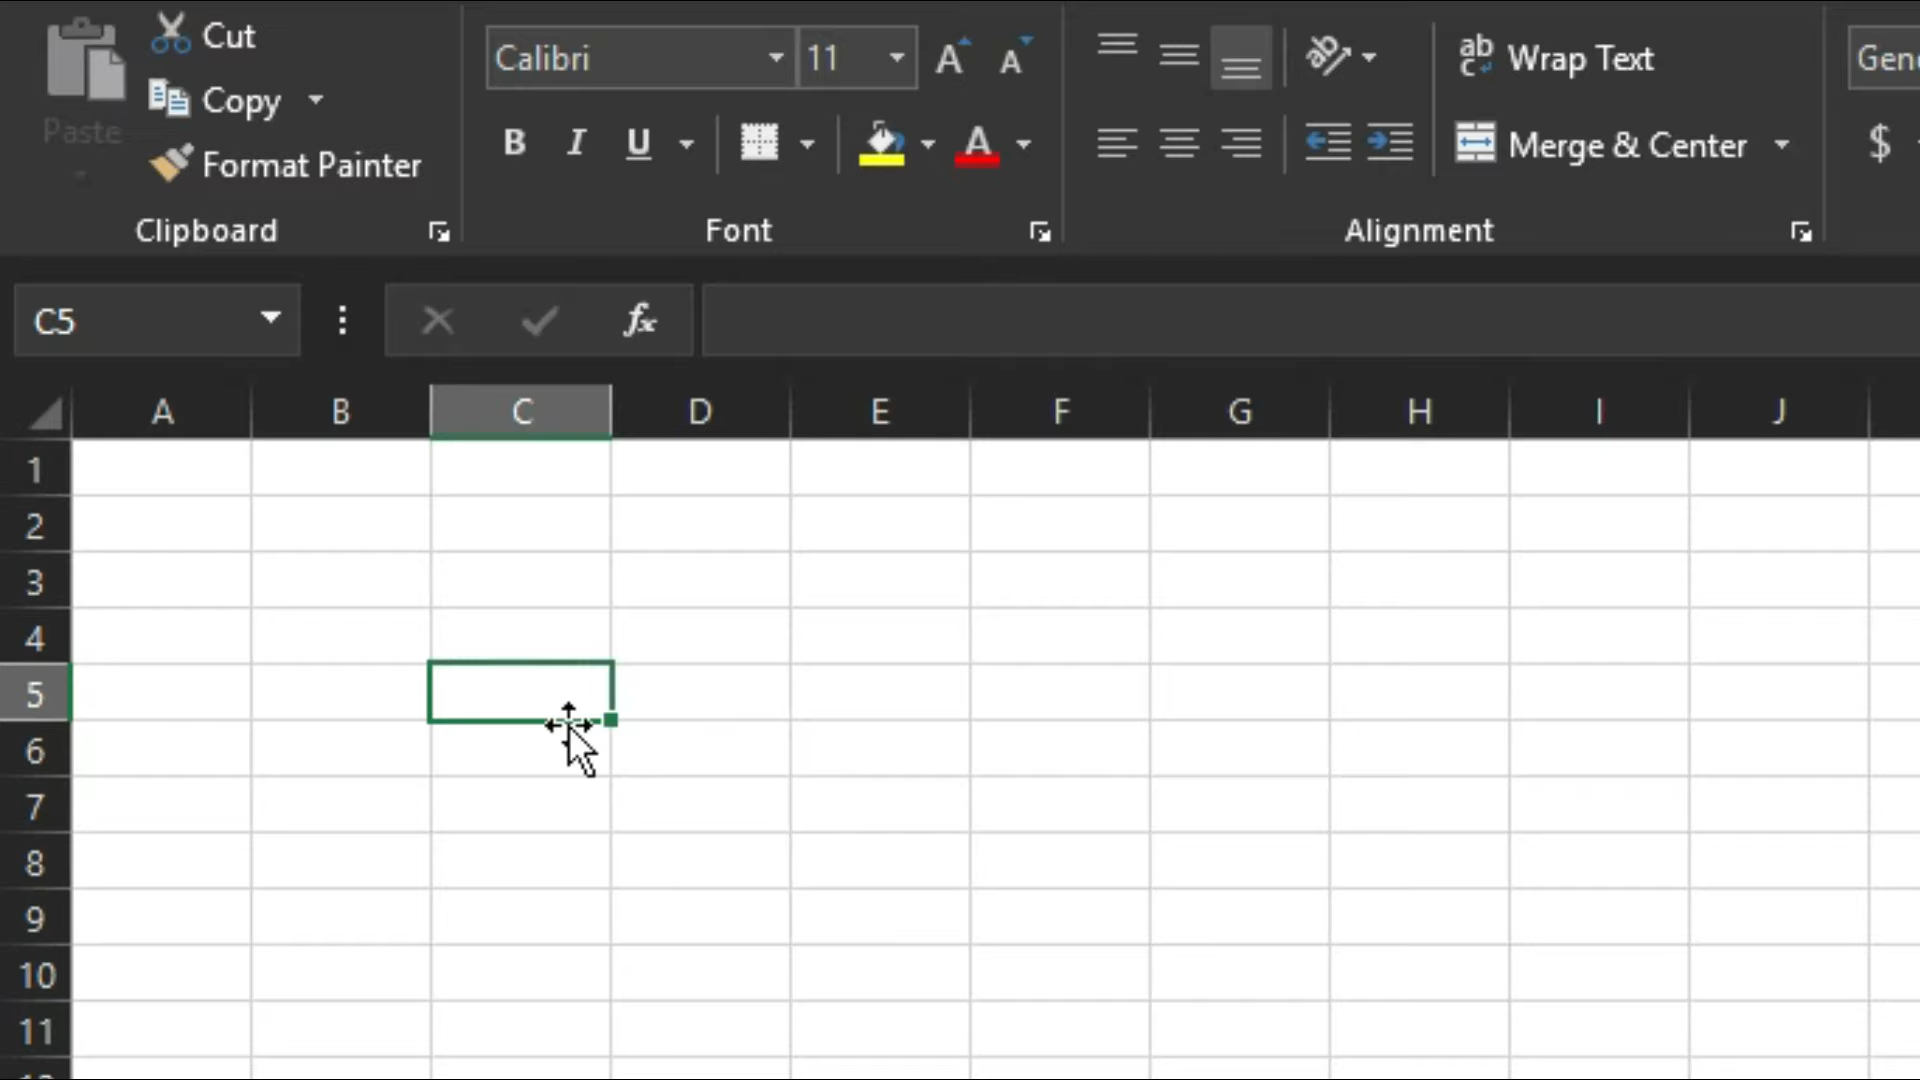 Cut
Copy
Paste
Format Painter
Clipboard
Calibri
11
A A
B I U
A
Font
ab
Wrap Text
Merge & Center
Alignment
$
C5
fx
A B C D E F G H I J
1
2
3
4
5
6
7
8
9
10
11